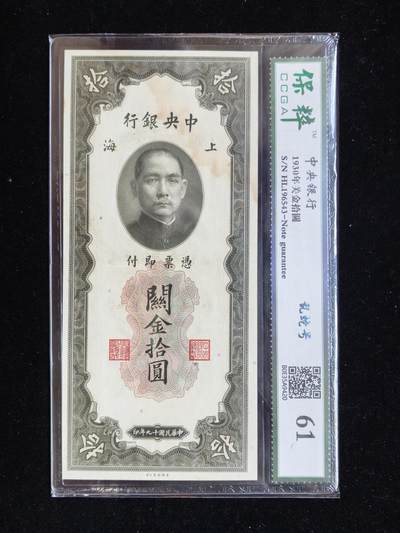 拾
拾
中央銀行
上海
憑票即付
關金拾圓
中華民國十九年印
拾
拾
保粹 TM
CCGA
中央银行
1930年关金拾圆
S/N HL196543-Note guarantee
乱蛇号
61